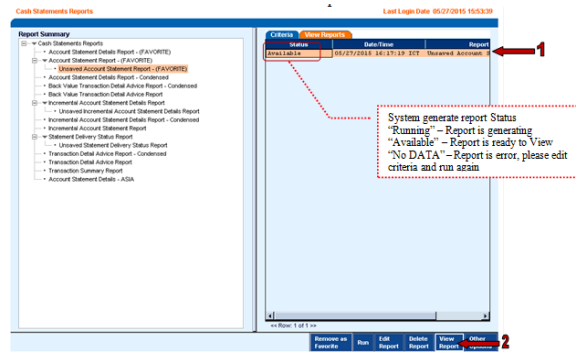 Cash Statements Reports
Last Login Date 05/27/2015 15:53:39
Report Summary
Cash Statements Reports
Account Statement Details Report - (FAVORITE)
Account Statement Report - (FAVORITE)
Unsaved Account Statement Report - (FAVORITE)
Account Statement Details Report - Condensed
Back Value Transaction Detail Advice Report - Condensed
Back Value Transaction Detail Advice Report
Incremental Account Statement Details Report
Unsaved Incremental Account Statement Details Report
Incremental Account Statement Details Report - Condensed
Incremental Account Statement Report
Statement Delivery Status Report
Unsaved Statement Delivery Status Report
Transaction Detail Advice Report - Condensed
Transaction Detail Advice Report
Transaction Summary Report
Account Statement Details - ASIA
Criteria View Reports
Status Date/Time Report
Available 05/27/2015 16:17:19 ICT Unsaved Account S
1
System generate report Status
“Running” – Report is generating
“Available” – Report is ready to View
“No DATA” – Report is error, please edit
criteria and run again
<< Row: 1 of 1 >>
Remove as Favorite Run Edit Report Delete Report View Report Other
2